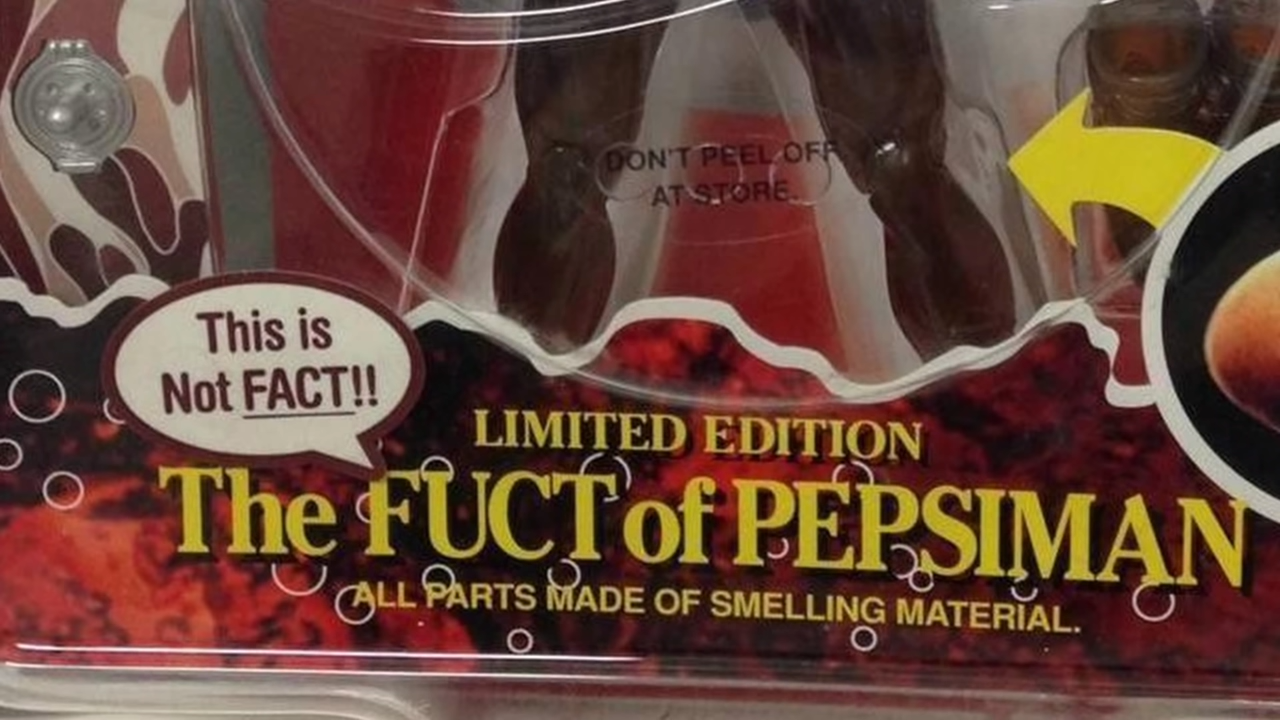 DON'T PEEL OFF
AT STORE.
This is
Not FACT!!
LIMITED EDITION
The FUCT of PEPSIMAN
ALL PARTS MADE OF SMELLING MATERIAL.